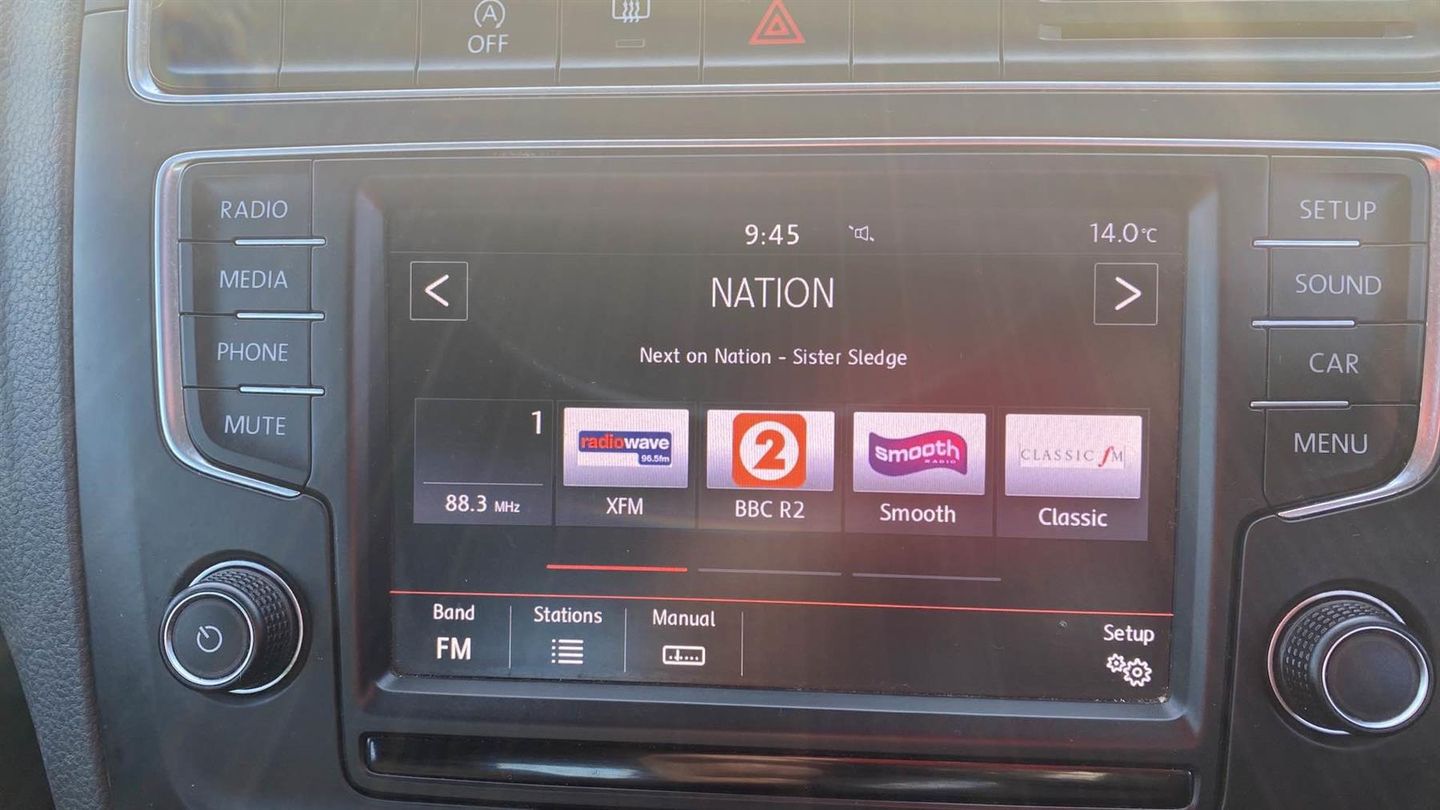 A
OFF
RADIO
MEDIA
PHONE
MUTE
9:45
14.0°C
<
NATION
>
Next on Nation - Sister Sledge
1
88.3 MHz
radiowave
96.5fm
XFM
2
BBC R2
smooth
RADIO
Smooth
CLASSIC fM
Classic
Band
FM
Stations
Manual
Setup
SETUP
SOUND
CAR
MENU